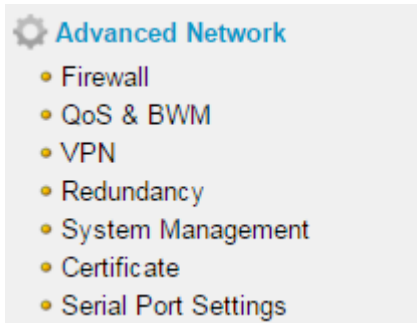 Advanced Network
Firewall
QoS & BWM
VPN
Redundancy
System Management
Certificate
Serial Port Settings